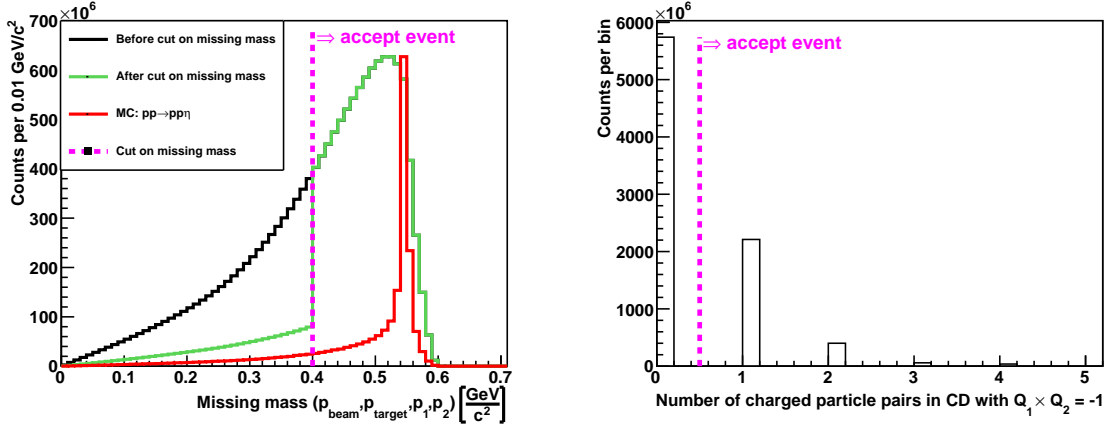 ×10⁶
700
600
500
400
300
200
100
0
Counts per 0.01 GeV/c²
Before cut on missing mass
After cut on missing mass
MC: pp→ppη
Cut on missing mass
⇒ accept event
0 0.1 0.2 0.3 0.4 0.5 0.6 0.7
Missing mass (p_beam,p_target,p_1,p_2) [GeV/c²]
×10⁶
6000
5000
4000
3000
2000
1000
0
Counts per bin
⇒ accept event
0 1 2 3 4 5
Number of charged particle pairs in CD with Q₁ × Q₂ = -1